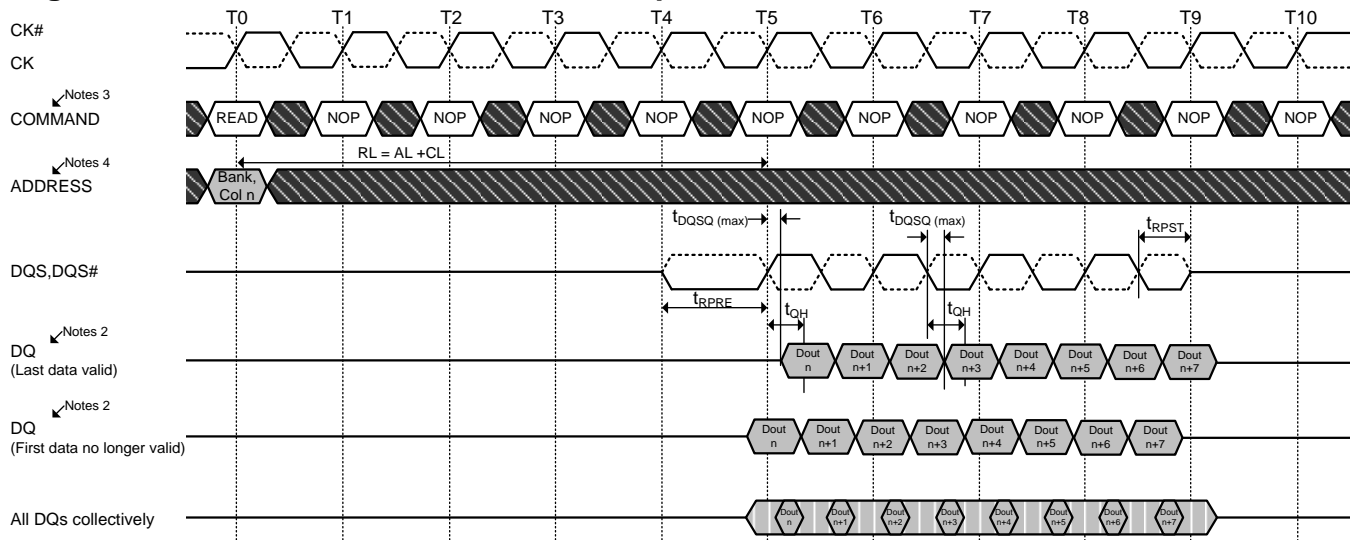 T0 T1 T2 T3 T4 T5 T6 T7 T8 T9 T10
CK#
CK
Notes 3
COMMAND
READ NOP NOP NOP NOP NOP NOP NOP NOP NOP NOP
RL = AL +CL
Notes 4
ADDRESS
Bank,
Col n
tDQSQ (max) tDQSQ (max) tRPST
DQS,DQS#
tRPRE
tQH tQH
Notes 2
DQ
(Last data valid)
Dout n Dout n+1 Dout n+2 Dout n+3 Dout n+4 Dout n+5 Dout n+6 Dout n+7
Notes 2
DQ
(First data no longer valid)
Dout n Dout n+1 Dout n+2 Dout n+3 Dout n+4 Dout n+5 Dout n+6 Dout n+7
All DQs collectively
Dout n Dout n+1 Dout n+2 Dout n+3 Dout n+4 Dout n+5 Dout n+6 Dout n+7